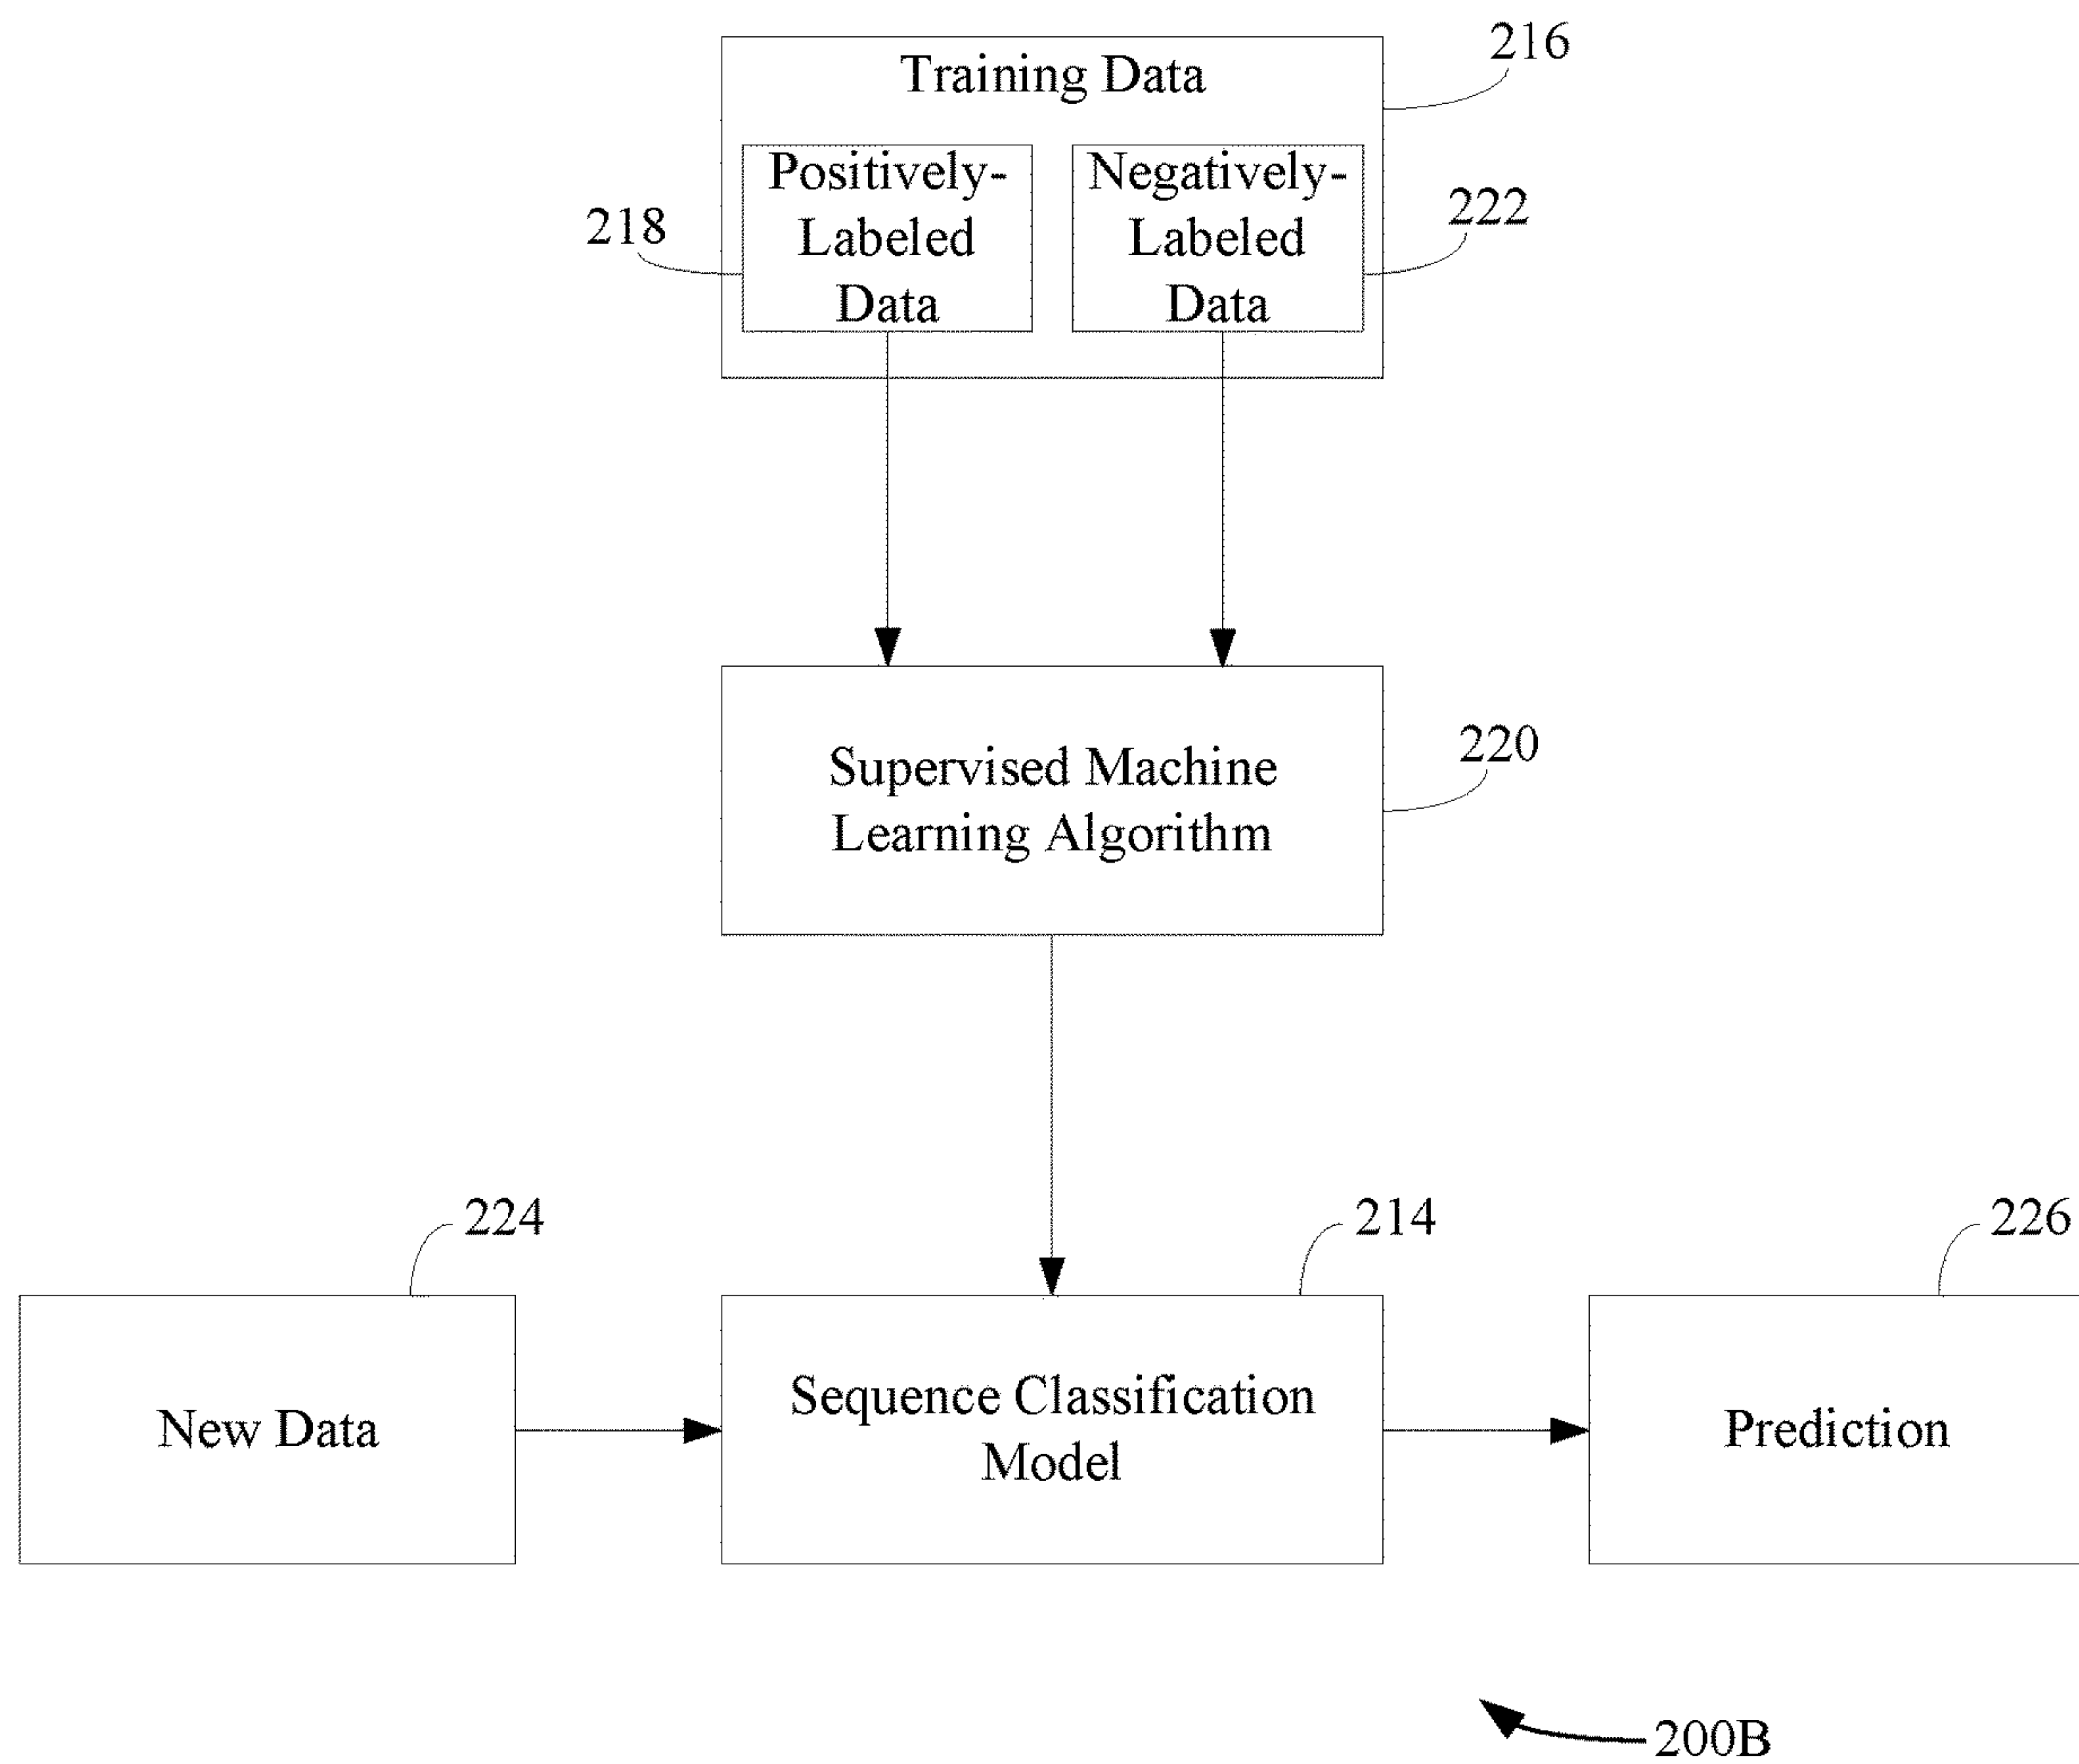 216
Training Data
Positively-
Labeled
Data
218
Negatively-
Labeled
Data
222
220
Supervised Machine
Learning Algorithm
224
214
226
New Data
Sequence Classification
Model
Prediction
200B